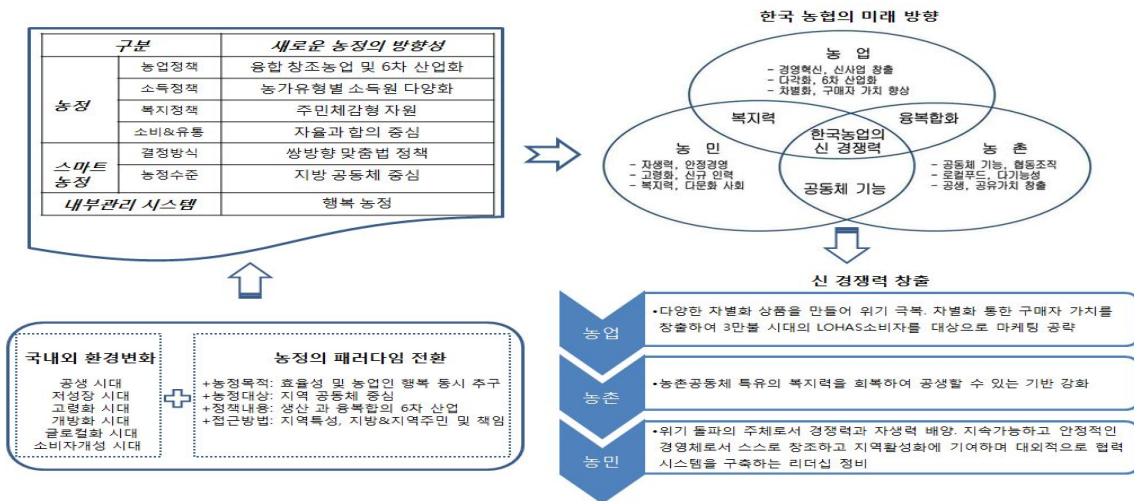 구분 새로운 농정의 방향성
농정 농업정책 융합 창조농업 및 6차 산업화
소득정책 농가유형별 소득원 다양화
복지정책 주민체감형 자원
소비&유통 자율과 합의 중심
스마트 농정 결정방식 쌍방향 맞춤법 정책
농정수준 지방 공동체 중심
내부관리 시스템 행복 농정
한국 농협의 미래 방향
농 업
- 경영혁신, 신사업 창출
- 다각화, 6차 산업화
- 차별화, 구매자 가치 향상
복지력
융복합화
한국농업의
신 경쟁력
농 민
- 자생력, 안정경영
- 고령화, 신규 인력
- 복지력, 다문화 사회
농 촌
- 공동체 기능, 협동조직
- 로컬푸드, 다기능성
- 공생, 공유가치 창출
공동체 기능
국내외 환경변화
공생 시대
저성장 시대
고령화 시대
개방화 시대
글로컬화 시대
소비자개성 시대
농정의 패러다임 전환
+농정목적: 효율성 및 농업인 행복 동시 추구
+농정대상: 지역 공동체 중심
+정책내용: 생산 과 융복합의 6차 산업
+접근방법: 지역특성, 지방&지역주민 및 책임
신 경쟁력 창출
농업
•다양한 차별화 상품을 만들어 위기 극복. 차별화 통한 구매자 가치를
창출하여 3만불 시대의 LOHAS소비자를 대상으로 마케팅 공략
농촌
•농촌공동체 특유의 복지력을 회복하여 공생할 수 있는 기반 강화
농민
•위기 돌파의 주체로서 경쟁력과 자생력 배양. 지속가능하고 안정적인
경영체로서 스스로 창조하고 지역활성화에 기여하며 대외적으로 협력
시스템을 구축하는 리더십 정비